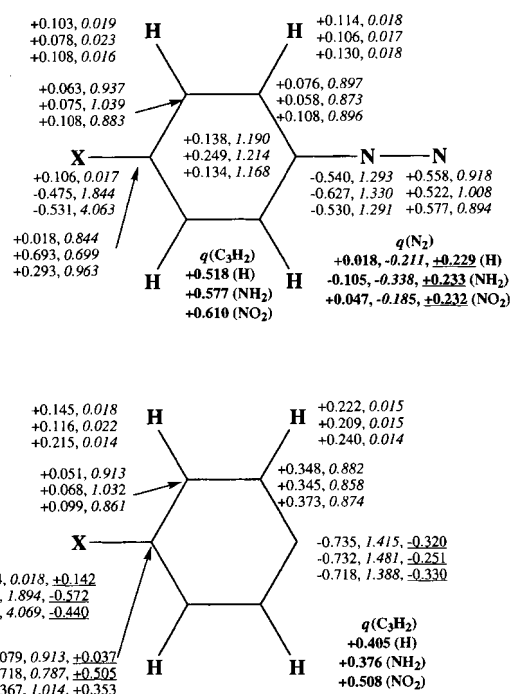 +0.103, 0.019
+0.078, 0.023
+0.108, 0.016
H
H
+0.114, 0.018
+0.106, 0.017
+0.130, 0.018
+0.063, 0.937
+0.075, 1.039
+0.108, 0.883
+0.076, 0.897
+0.058, 0.873
+0.108, 0.896
+0.138, 1.190
+0.249, 1.214
+0.134, 1.168
X
N
N
+0.106, 0.017
-0.475, 1.844
-0.531, 4.063
-0.540, 1.293
-0.627, 1.330
-0.530, 1.291
+0.558, 0.918
+0.522, 1.008
+0.577, 0.894
+0.018, 0.844
+0.693, 0.699
+0.293, 0.963
H
H
q(C3H2)
+0.518 (H)
+0.577 (NH2)
+0.610 (NO2)
q(N2)
+0.018, -0.211, +0.229 (H)
-0.105, -0.338, +0.233 (NH2)
+0.047, -0.185, +0.232 (NO2)
+0.145, 0.018
+0.116, 0.022
+0.215, 0.014
H
H
+0.222, 0.015
+0.209, 0.015
+0.240, 0.014
+0.051, 0.913
+0.068, 1.032
+0.099, 0.861
+0.348, 0.882
+0.345, 0.858
+0.373, 0.874
X
-0.735, 1.415, -0.320
-0.732, 1.481, -0.251
-0.718, 1.388, -0.330
0.018, +0.142
1.894, -0.572
4.069, -0.440
079, 0.913, +0.037
718, 0.787, +0.505
367, 1.014, +0.353
H
H
q(C3H2)
+0.405 (H)
+0.376 (NH2)
+0.508 (NO2)